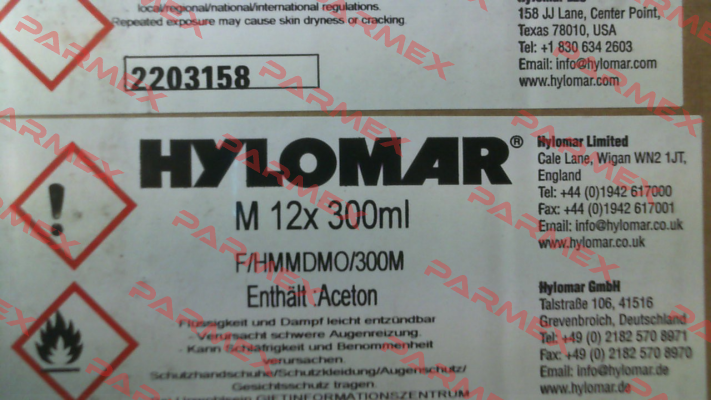 local/regional/national/international regulations.
Repeated exposure may cause skin dryness or cracking.
2203158
158 JJ Lane, Center Point,
Texas 78010, USA
Tel: +1 830 634 2603
Email: info@hylomar.com
www.hylomar.com
HYLOMAR®
M 12x 300ml
F/HMMDMO/300M
Enthält :Aceton
Flüssigkeit und Dampf leicht entzündbar
- Verursacht schwere Augenreizung.
- Kann Schläfrigkeit und Benommenheit
verursachen.
Schutzhandschuhe/Schutzkleidung/Augenschutz/
Gesichtsschutz tragen.
GIFTINFORMATIONSZENTRUM
Hylomar Limited
Cale Lane, Wigan WN2 1JT,
England
Tel: +44 (0)1942 617000
Fax: +44 (0)1942 617001
Email: info@hylomar.co.uk
www.hylomar.co.uk
Hylomar GmbH
Talstraße 106, 41516
Grevenbroich, Deutschland
Tel: +49 (0) 2182 570 8971
Fax: +49 (0) 2182 570 8970
Email: info@hylomar.de
www.hylomar.de
PARMEX